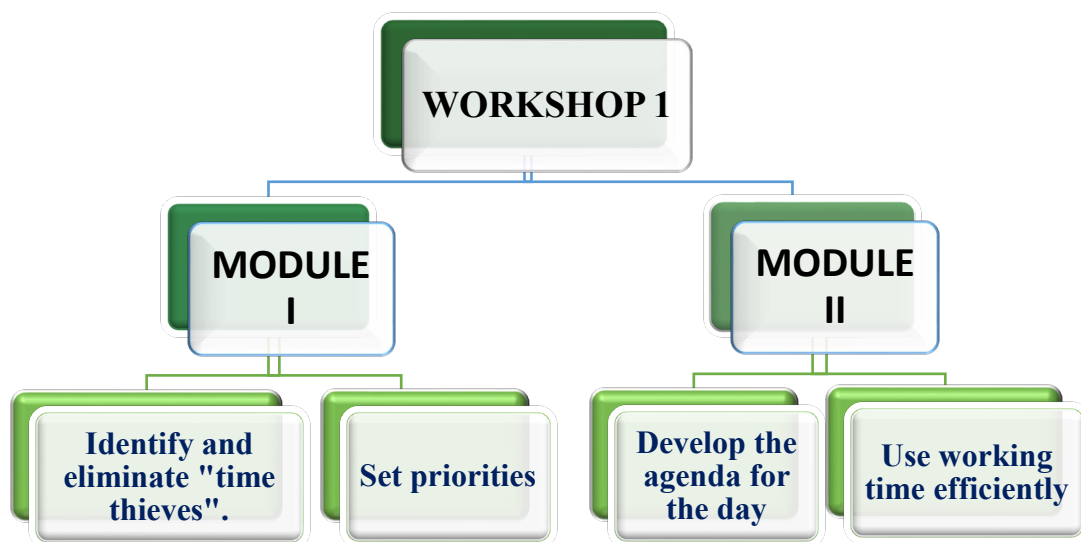 WORKSHOP 1
MODULE
I
MODULE
II
Identify and
eliminate "time
thieves".
Set priorities
Develop the
agenda for
the day
Use working
time efficiently